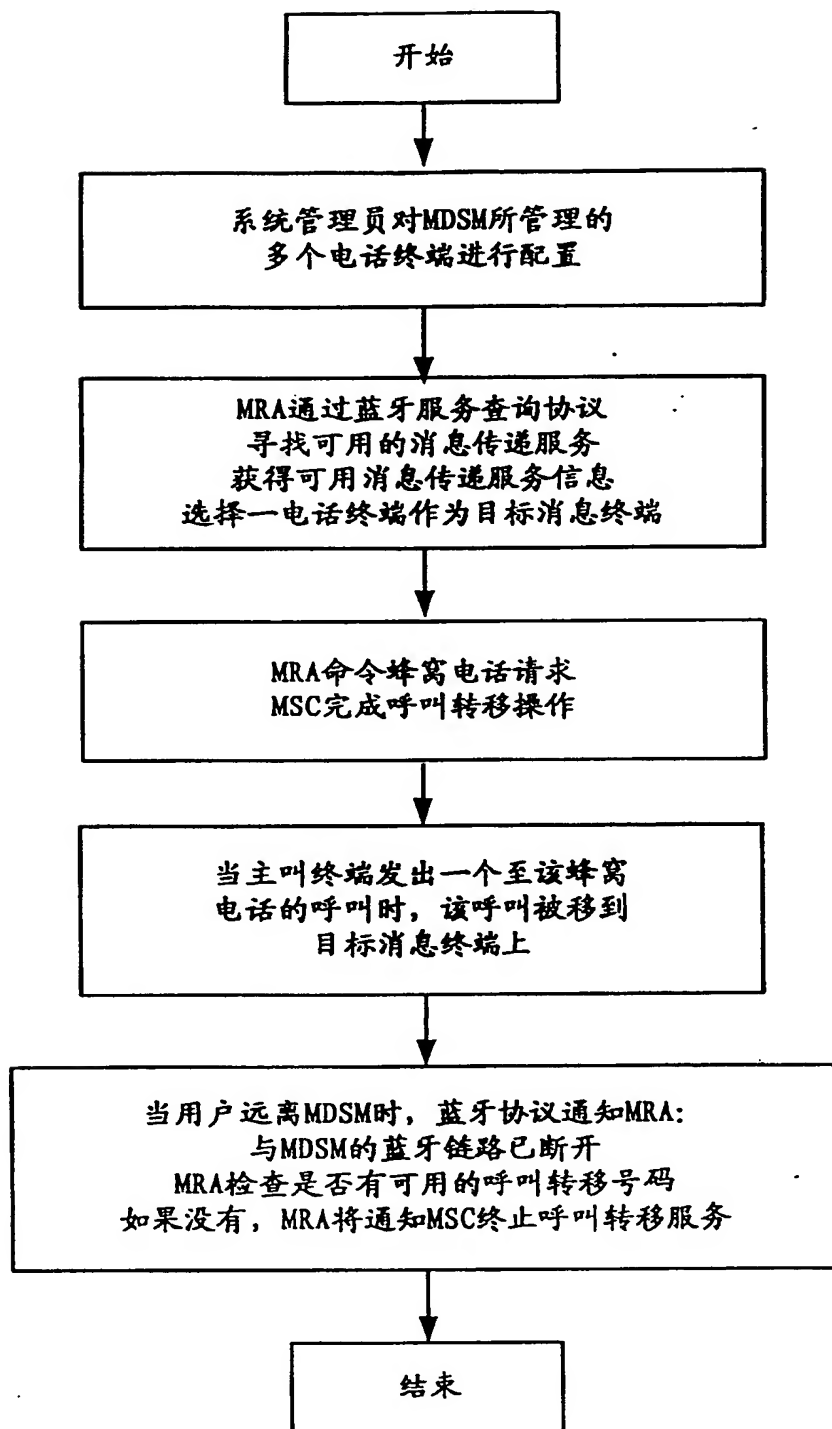 开始
系统管理员对MDSM所管理的
多个电话终端进行配置
MRA通过蓝牙服务查询协议
寻找可用的消息传递服务
获得可用消息传递服务信息
选择一电话终端作为目标消息终端
MRA命令蜂窝电话请求
MSC完成呼叫转移操作
当主叫终端发出一个至该蜂窝
电话的呼叫时，该呼叫被移到
目标消息终端上
当用户远离MDSM时，蓝牙协议通知MRA：
与MDSM的蓝牙链路已断开
MRA检查是否有可用的呼叫转移号码
如果没有，MRA将通知MSC终止呼叫转移服务
结束